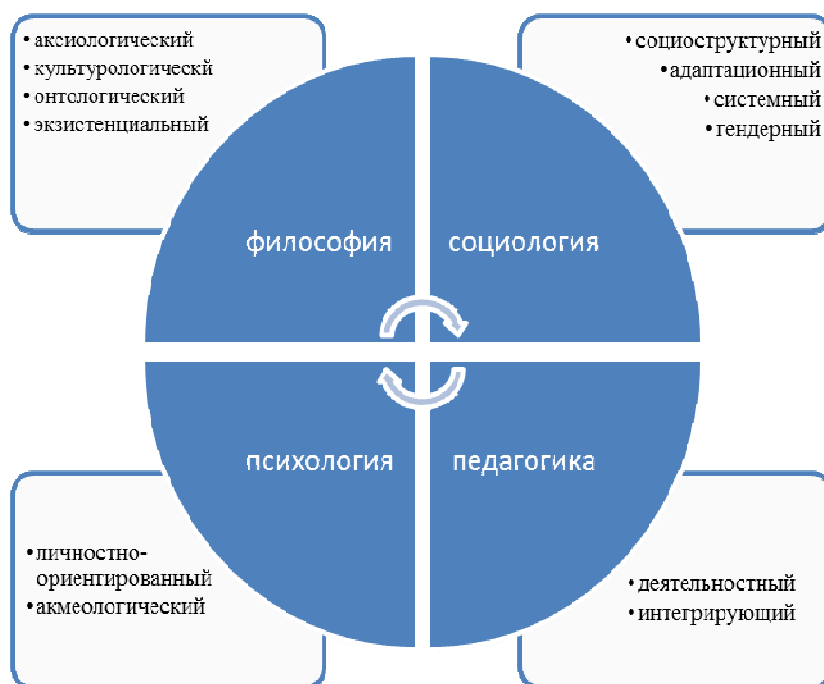 • аксиологический
• культурологическй
• онтологический
• экзистенциальный
• социоструктурный
• адаптационный
• системный
• гендерный
философия
социология
психология
педагогика
• личностно-
ориентированный
• акмеологический
• деятельностный
• интегрирующий